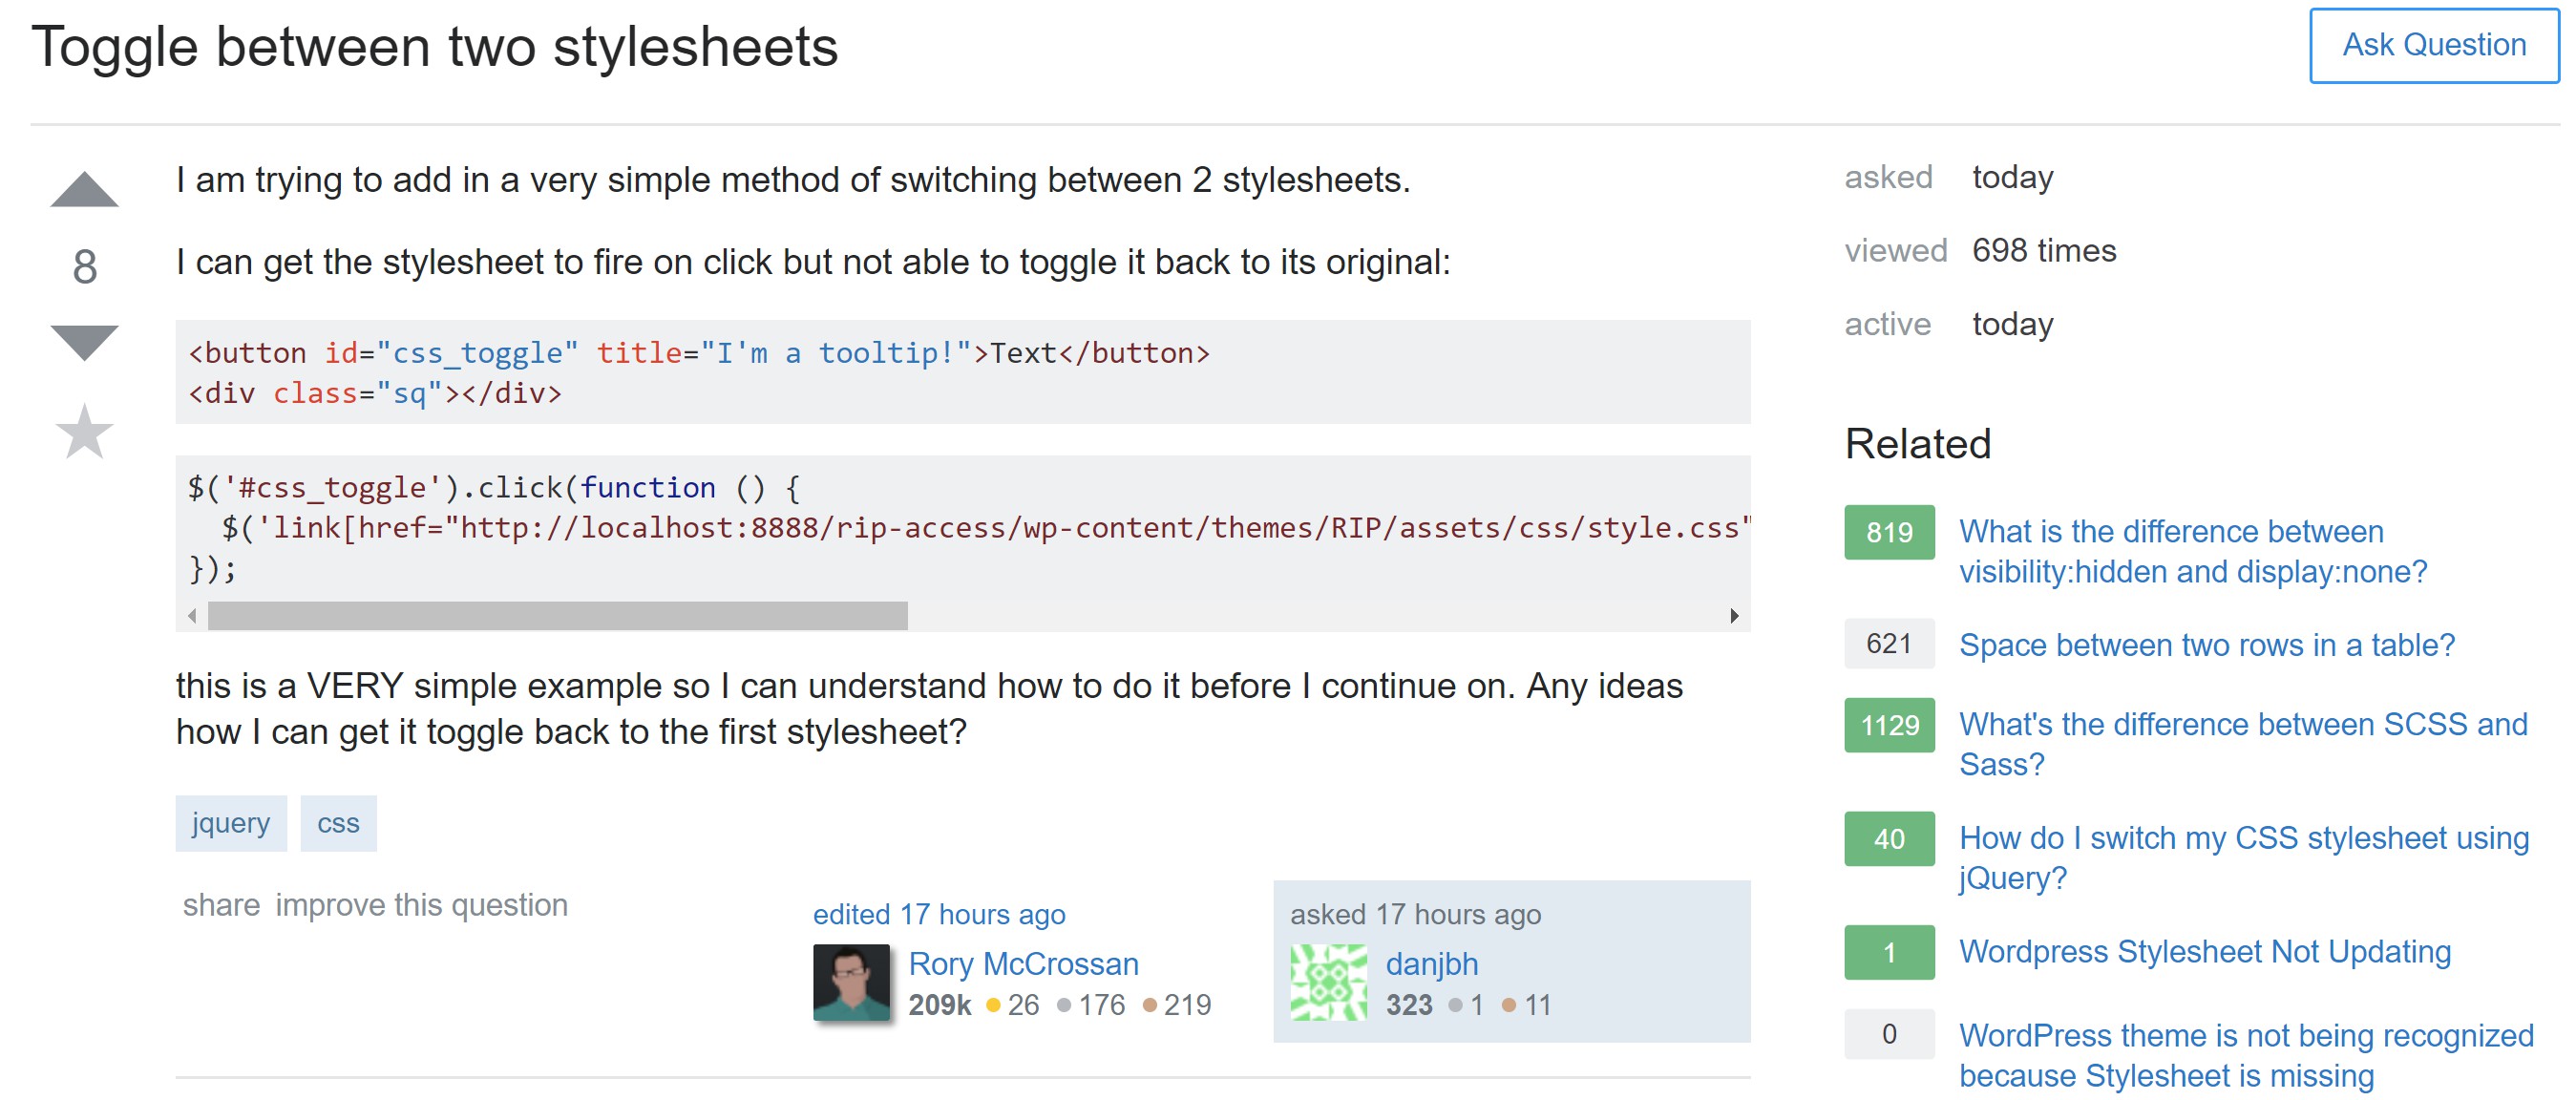 Toggle between two stylesheets
Ask Question
8
I am trying to add in a very simple method of switching between 2 stylesheets.
I can get the stylesheet to fire on click but not able to toggle it back to its original:
<button id="css_toggle" title="I'm a tooltip!">Text</button>
<div class="sq"></div>
$('#css_toggle').click(function () {
  $('link[href="http://localhost:8888/rip-access/wp-content/themes/RIP/assets/css/style.css"
});
this is a VERY simple example so I can understand how to do it before I continue on. Any ideas
how I can get it toggle back to the first stylesheet?
jquery css
share improve this question
edited 17 hours ago
Rory McCrossan
209k 26 176 219
asked 17 hours ago
danjbh
323 1 11
asked today
viewed 698 times
active today
Related
819 What is the difference between
visibility:hidden and display:none?
621 Space between two rows in a table?
1129 What's the difference between SCSS and
Sass?
40 How do I switch my CSS stylesheet using
jQuery?
1 Wordpress Stylesheet Not Updating
0 WordPress theme is not being recognized
because Stylesheet is missing